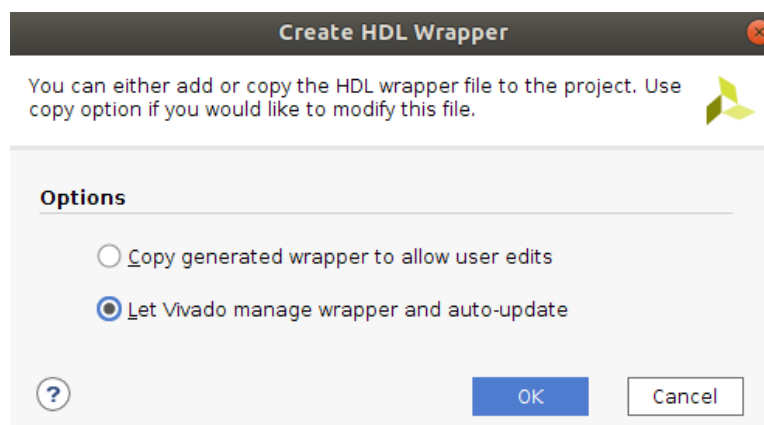 Create HDL Wrapper
You can either add or copy the HDL wrapper file to the project. Use
copy option if you would like to modify this file.
Options
Copy generated wrapper to allow user edits
Let Vivado manage wrapper and auto-update
?
OK
Cancel